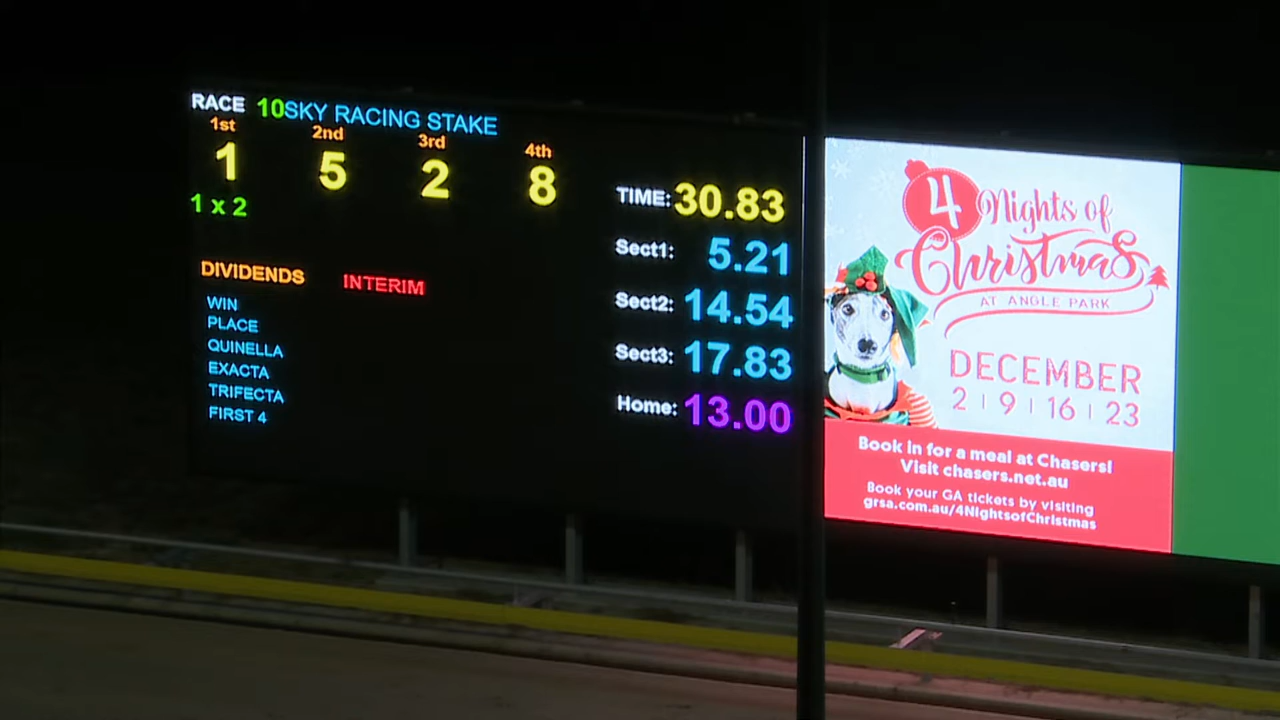 RACE 10SKY RACING STAKE
1st 2nd 3rd 4th
1 5 2 8
1 x 2
DIVIDENDS INTERIM
WIN
PLACE
QUINELLA
EXACTA
TRIFECTA
FIRST 4
TIME: 30.83
Sect1: 5.21
Sect2: 14.54
Sect3: 17.83
Home: 13.00
4 Nights of
Christmas
AT ANGLE PARK
DECEMBER
2 | 9 | 16 | 23
Book in for a meal at Chasers!
Visit chasers.net.au
Book your GA tickets by visiting
grsa.com.au/4NightsofChristmas